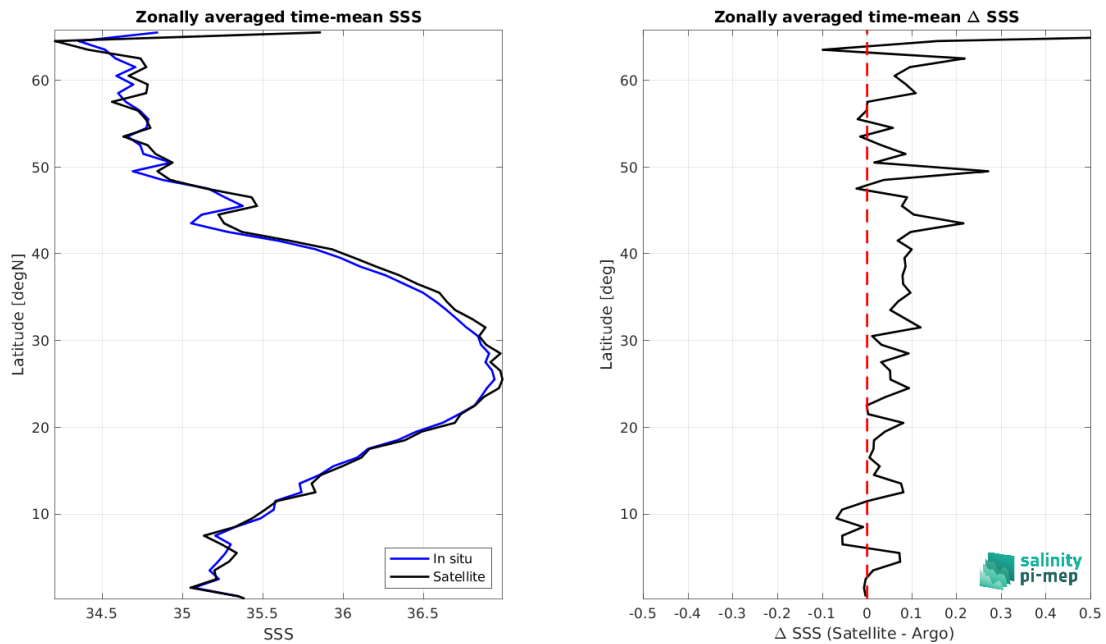 Zonally averaged time-mean SSS
60
50
40
30
20
10
Latitude [degN]
34.5 35 35.5 36 36.5
SSS
In situ
Satellite
Zonally averaged time-mean Δ SSS
60
50
40
30
20
10
Latitude [deg]
-0.5 -0.4 -0.3 -0.2 -0.1 0 0.1 0.2 0.3 0.4 0.5
Δ SSS (Satellite - Argo)
salinity
pi-mep